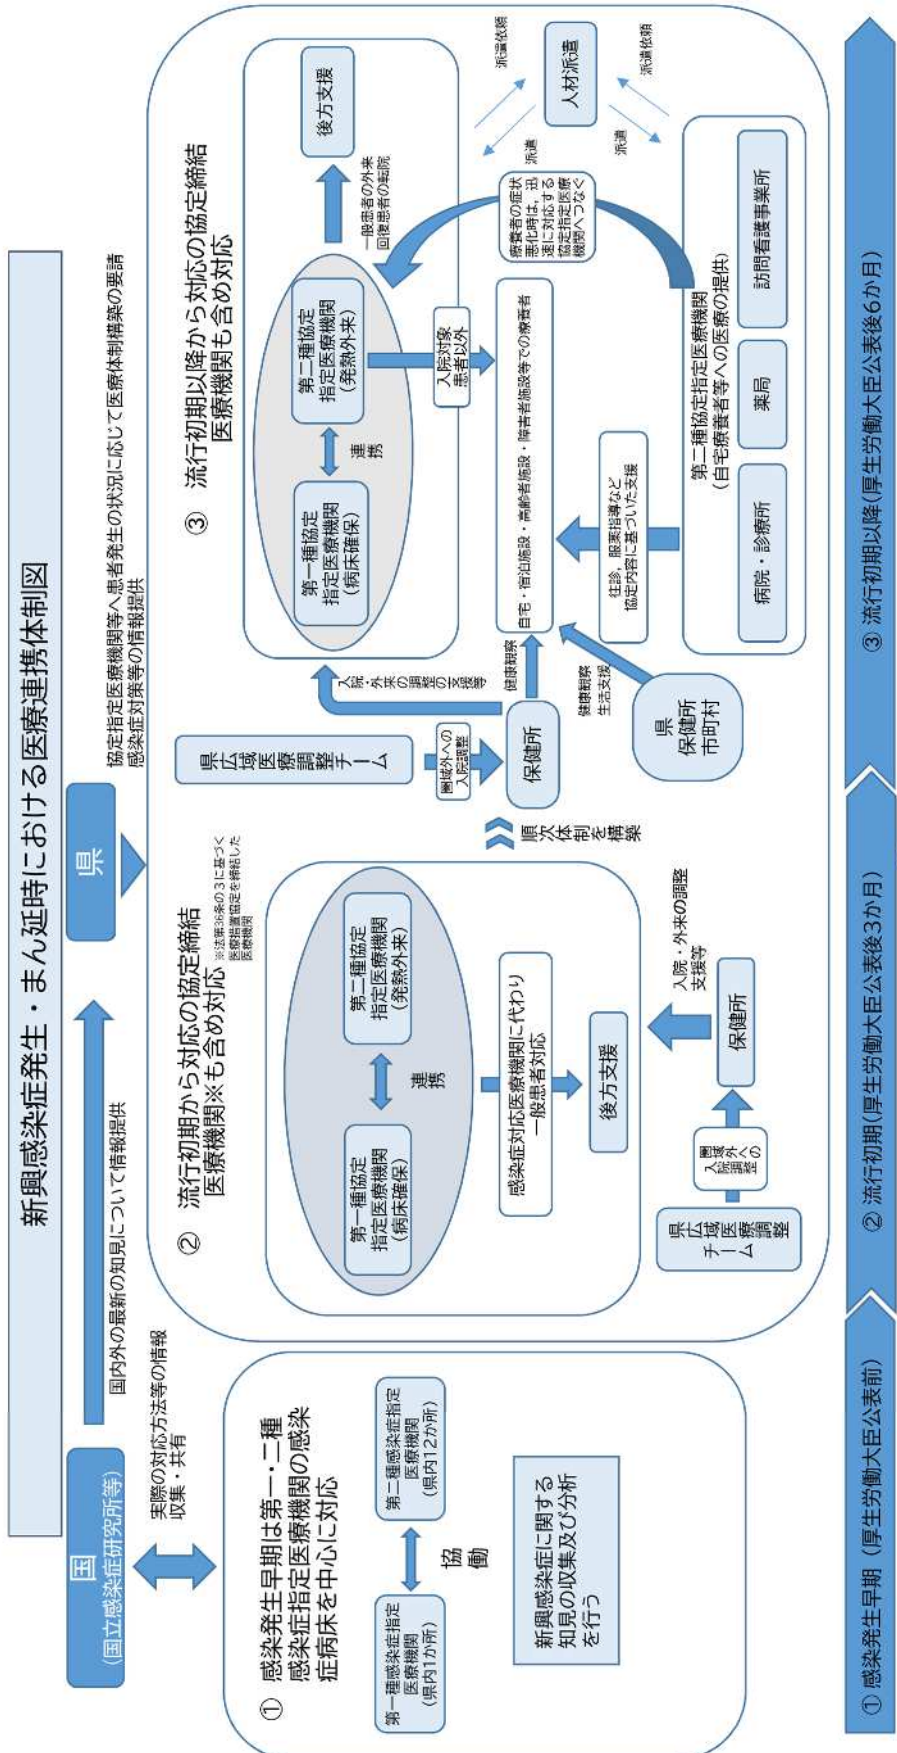 新興感染症発生・まん延時における医療連携体制図
国
(国立感染症研究所等)
国内外の最新の知見について情報提供
県
協定指定医療機関等へ患者発生の状況に応じて医療体制構築の要請
感染症対策等の情報提供
実際の対応方法等の情報
収集・共有
① 感染発生早期は第一・二種
感染症指定医療機関の感染
症病床を中心に対応
第一種感染症指定
医療機関
(県内1か所)
第二種感染症指定
医療機関
(県内12か所)
協
働
新興感染症に関する
知見の収集及び分析
を行う
② 流行初期から対応の協定締結
医療機関※も含め対応
※法第36条の3に基づく
医療措置協定を締結した
医療機関
第一種協定
指定医療機関
(病床確保)
第二種協定
指定医療機関
(発熱外来)
連
携
感染症対応医療機関に代わり
一般患者対応
後方支援
入院・外来の調整
支援等
県広域医療調整
チーム
圏域外への
入院調整
保健所
順次体制を構築
③ 流行初期以降から対応の協定締結
医療機関も含め対応
第一種協定
指定医療機関
(病床確保)
第二種協定
指定医療機関
(発熱外来)
連
携
一般患者の外来
回復患者の転院
後方支援
県広域医療調整チーム
圏域外への
入院調整
保健所
入院・外来の調整の支援等
入院対象
患者以外
健康観察
自宅・宿泊施設・高齢者施設・障害者施設等での療養者
県
保健所
市町村
健康観察
生活支援
往診，服薬指導など
協定内容に基づいた支援
療養者の症状
悪化時は，迅
速に対応する
協定指定医療
機関へつなぐ
派遣依頼
派遣
人材派遣
派遣依頼
派遣
第二種協定指定医療機関
(自宅療養者等への医療の提供)
病院・診療所
薬局
訪問看護事業所
① 感染発生早期（厚生労働大臣公表前)
② 流行初期(厚生労働大臣公表後3か月)
③ 流行初期以降(厚生労働大臣公表後6か月)